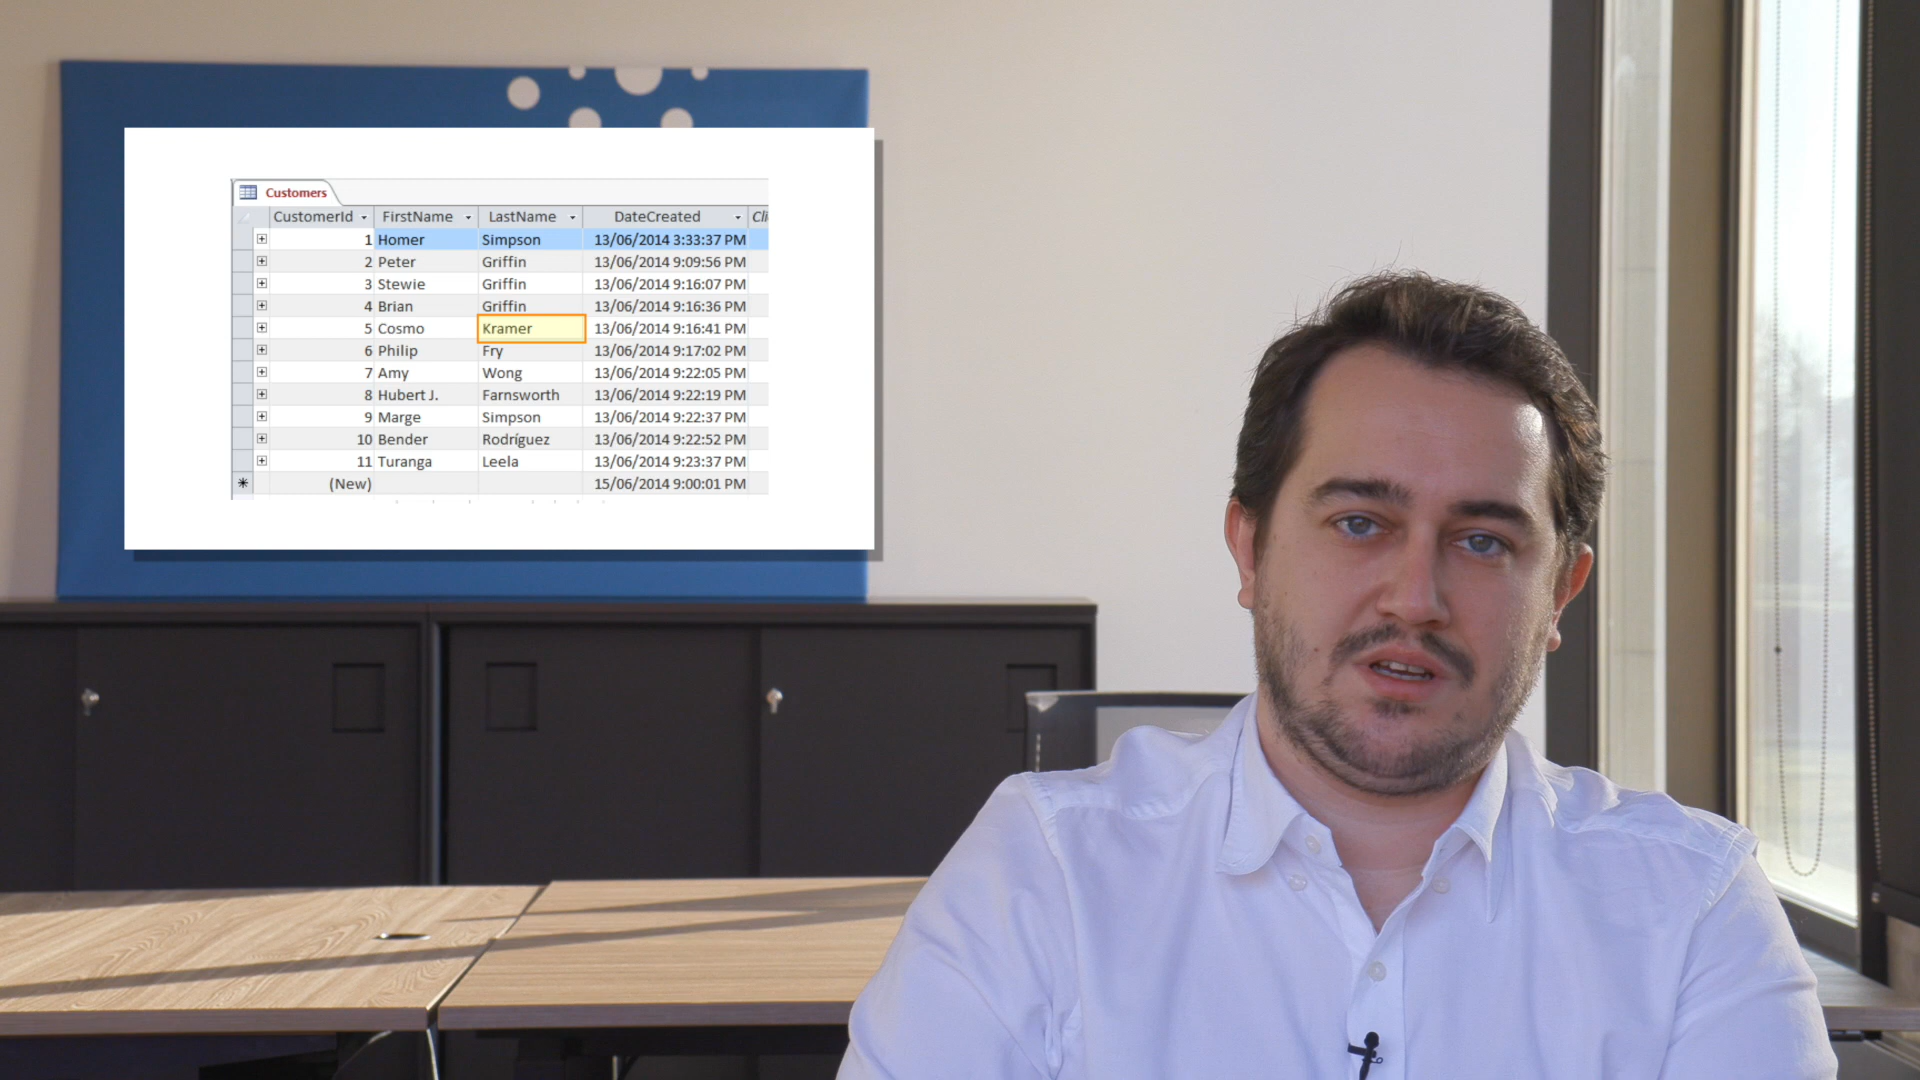 Customers
CustomerId FirstName LastName DateCreated Cli
1 Homer Simpson 13/06/2014 3:33:37 PM
2 Peter Griffin 13/06/2014 9:09:56 PM
3 Stewie Griffin 13/06/2014 9:16:07 PM
4 Brian Griffin 13/06/2014 9:16:36 PM
5 Cosmo Kramer 13/06/2014 9:16:41 PM
6 Philip Fry 13/06/2014 9:17:02 PM
7 Amy Wong 13/06/2014 9:22:05 PM
8 Hubert J. Farnsworth 13/06/2014 9:22:19 PM
9 Marge Simpson 13/06/2014 9:22:37 PM
10 Bender Rodríguez 13/06/2014 9:22:52 PM
11 Turanga Leela 13/06/2014 9:23:37 PM
(New) 15/06/2014 9:00:01 PM